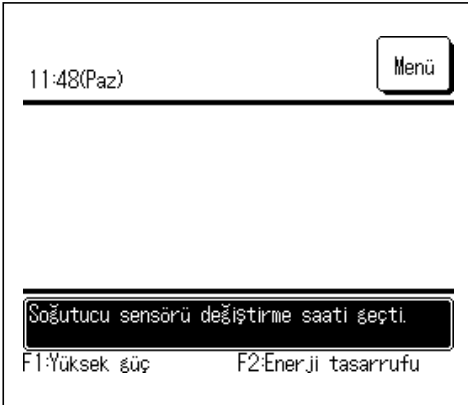 11:48(Paz)
Menü
Soğutucu sensörü değiştirme saati geçti.
F1:Yüksek güç
F2:Enerji tasarrufu